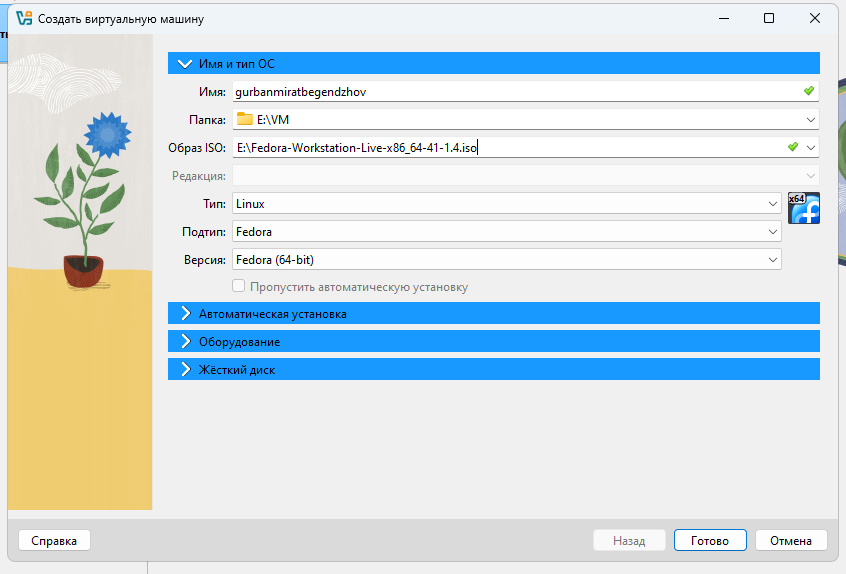 Создать виртуальную машину
Имя и тип ОС
Имя: gurbanmiratbegendzhov
Папка: E:\VM
Образ ISO: E:\Fedora-Workstation-Live-x86_64-41-1.4.iso
Редакция:
Тип: Linux
x64
Подтип: Fedora
Версия: Fedora (64-bit)
Пропустить автоматическую установку
Автоматическая установка
Оборудование
Жёсткий диск
Справка Назад Готово Отмена